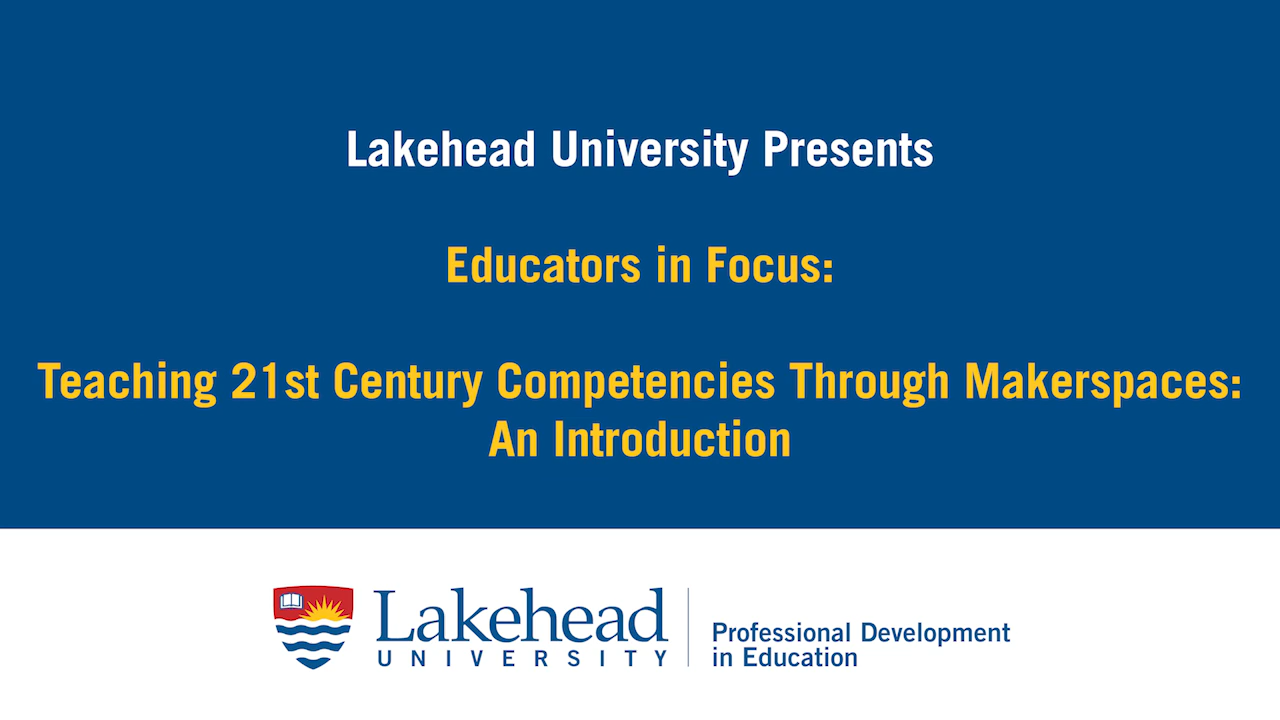 Lakehead University Presents
Educators in Focus:
Teaching 21st Century Competencies Through Makerspaces:
An Introduction
Lakehead
UNIVERSITY
Professional Development
in Education